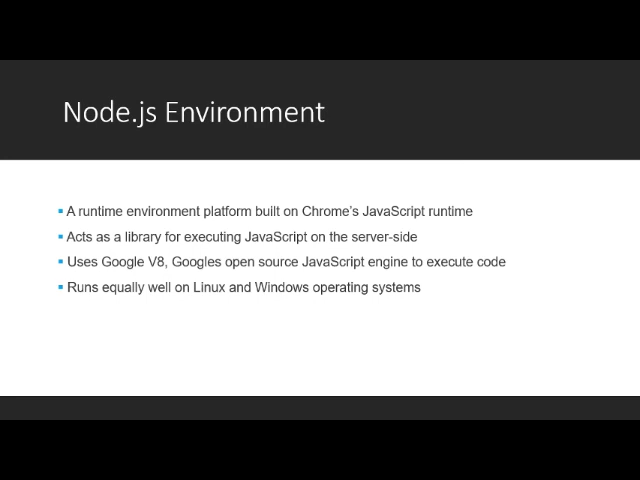 Node.js Environment
▪ A runtime environment platform built on Chrome's JavaScript runtime
▪ Acts as a library for executing JavaScript on the server-side
▪ Uses Google V8, Googles open source JavaScript engine to execute code
▪ Runs equally well on Linux and Windows operating systems